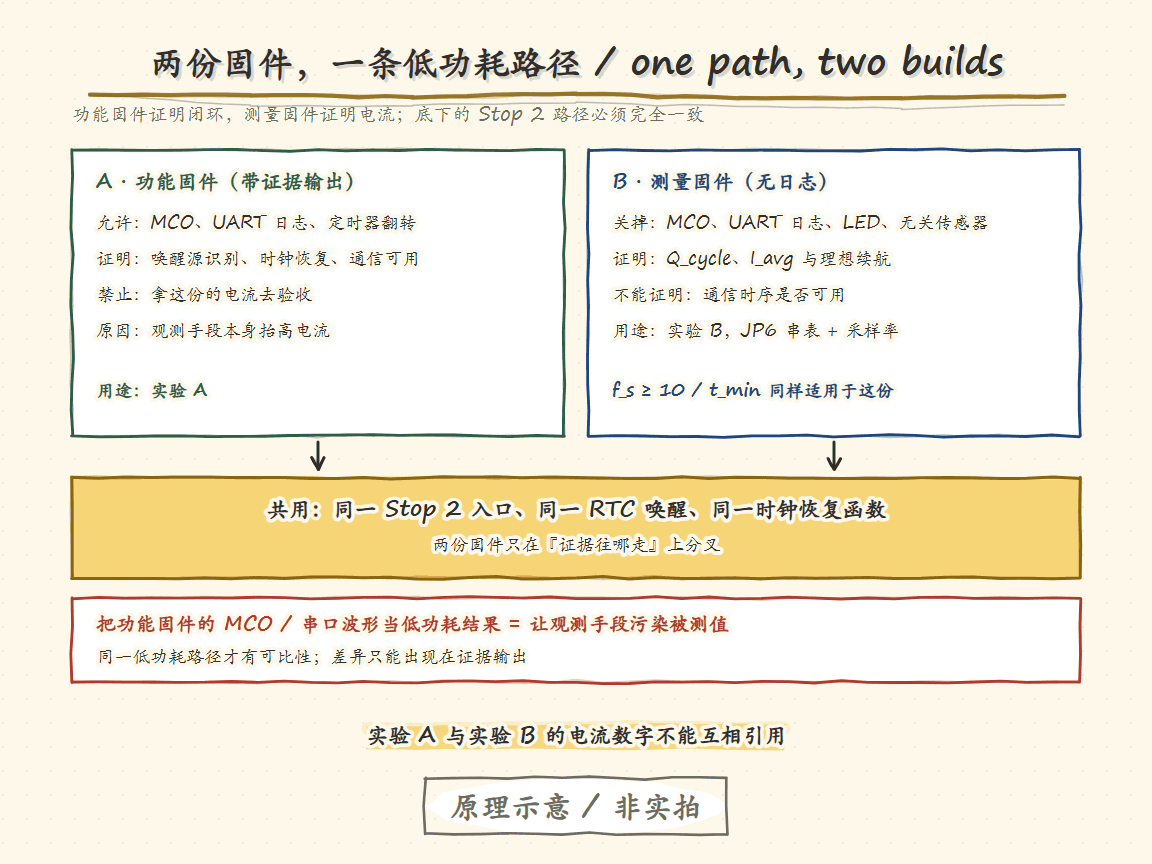 两份固件，一条低功耗路径 / one path, two builds
功能固件证明闭环，测量固件证明电流；底下的 Stop 2 路径必须完全一致
A · 功能固件（带证据输出）
允许：MCO、UART 日志、定时器翻转
证明：唤醒源识别、时钟恢复、通信可用
禁止：拿这份的电流去验收
原因：观测手段本身抬高电流
用途：实验 A
B · 测量固件（无日志）
关掉：MCO、UART 日志、LED、无关传感器
证明：Q_cycle、I_avg 与理想续航
不能证明：通信时序是否可用
用途：实验 B，JP6 串表 + 采样率
f_s ≥ 10 / t_min 同样适用于这份
共用：同一 Stop 2 入口、同一 RTC 唤醒、同一时钟恢复函数
两份固件只在『证据往哪走』上分叉
把功能固件的 MCO / 串口波形当低功耗结果 = 让观测手段污染被测值
同一低功耗路径才有可比性；差异只能出现在证据输出
实验 A 与实验 B 的电流数字不能互相引用
原理示意 / 非实拍